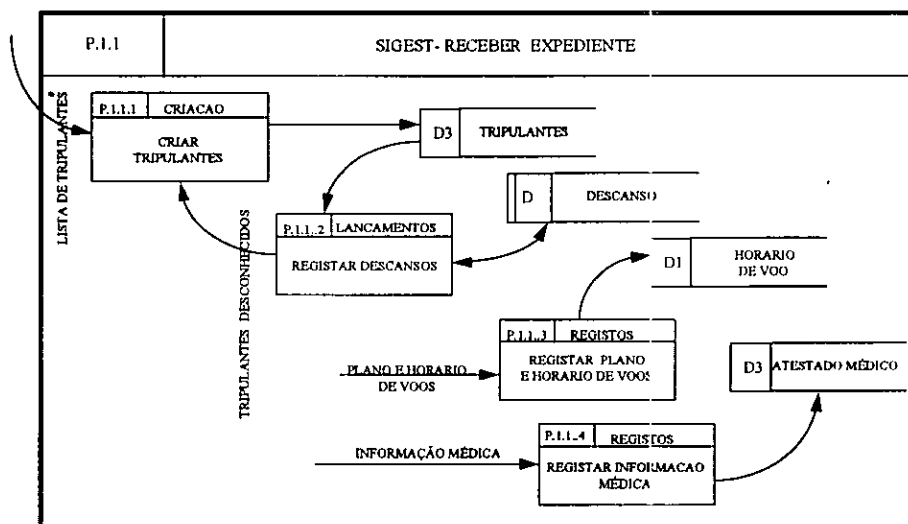 P.1.1
SIGEST- RECEBER EXPEDIENTE
LISTA DE TRIPULANTES
P.1.1.1 CRIACAO
CRIAR
TRIPULANTES
D3 TRIPULANTES
D DESCANSO
TRIPULANTES DESCONHECIDOS
P.1.1..2 LANCAMENTOS
REGISTAR DESCANSOS
D1 HORARIO
DE VOO
P.1.1..3 REGISTOS
REGISTAR PLANO
E HORARIO DE VOOS
PLANO E HORARIO
DE VOOS
D3 ATESTADO MÉDICO
P.1.1..4 REGISTOS
REGISTAR INFORMACAO
MÉDICA
INFORMAÇÃO MÉDICA